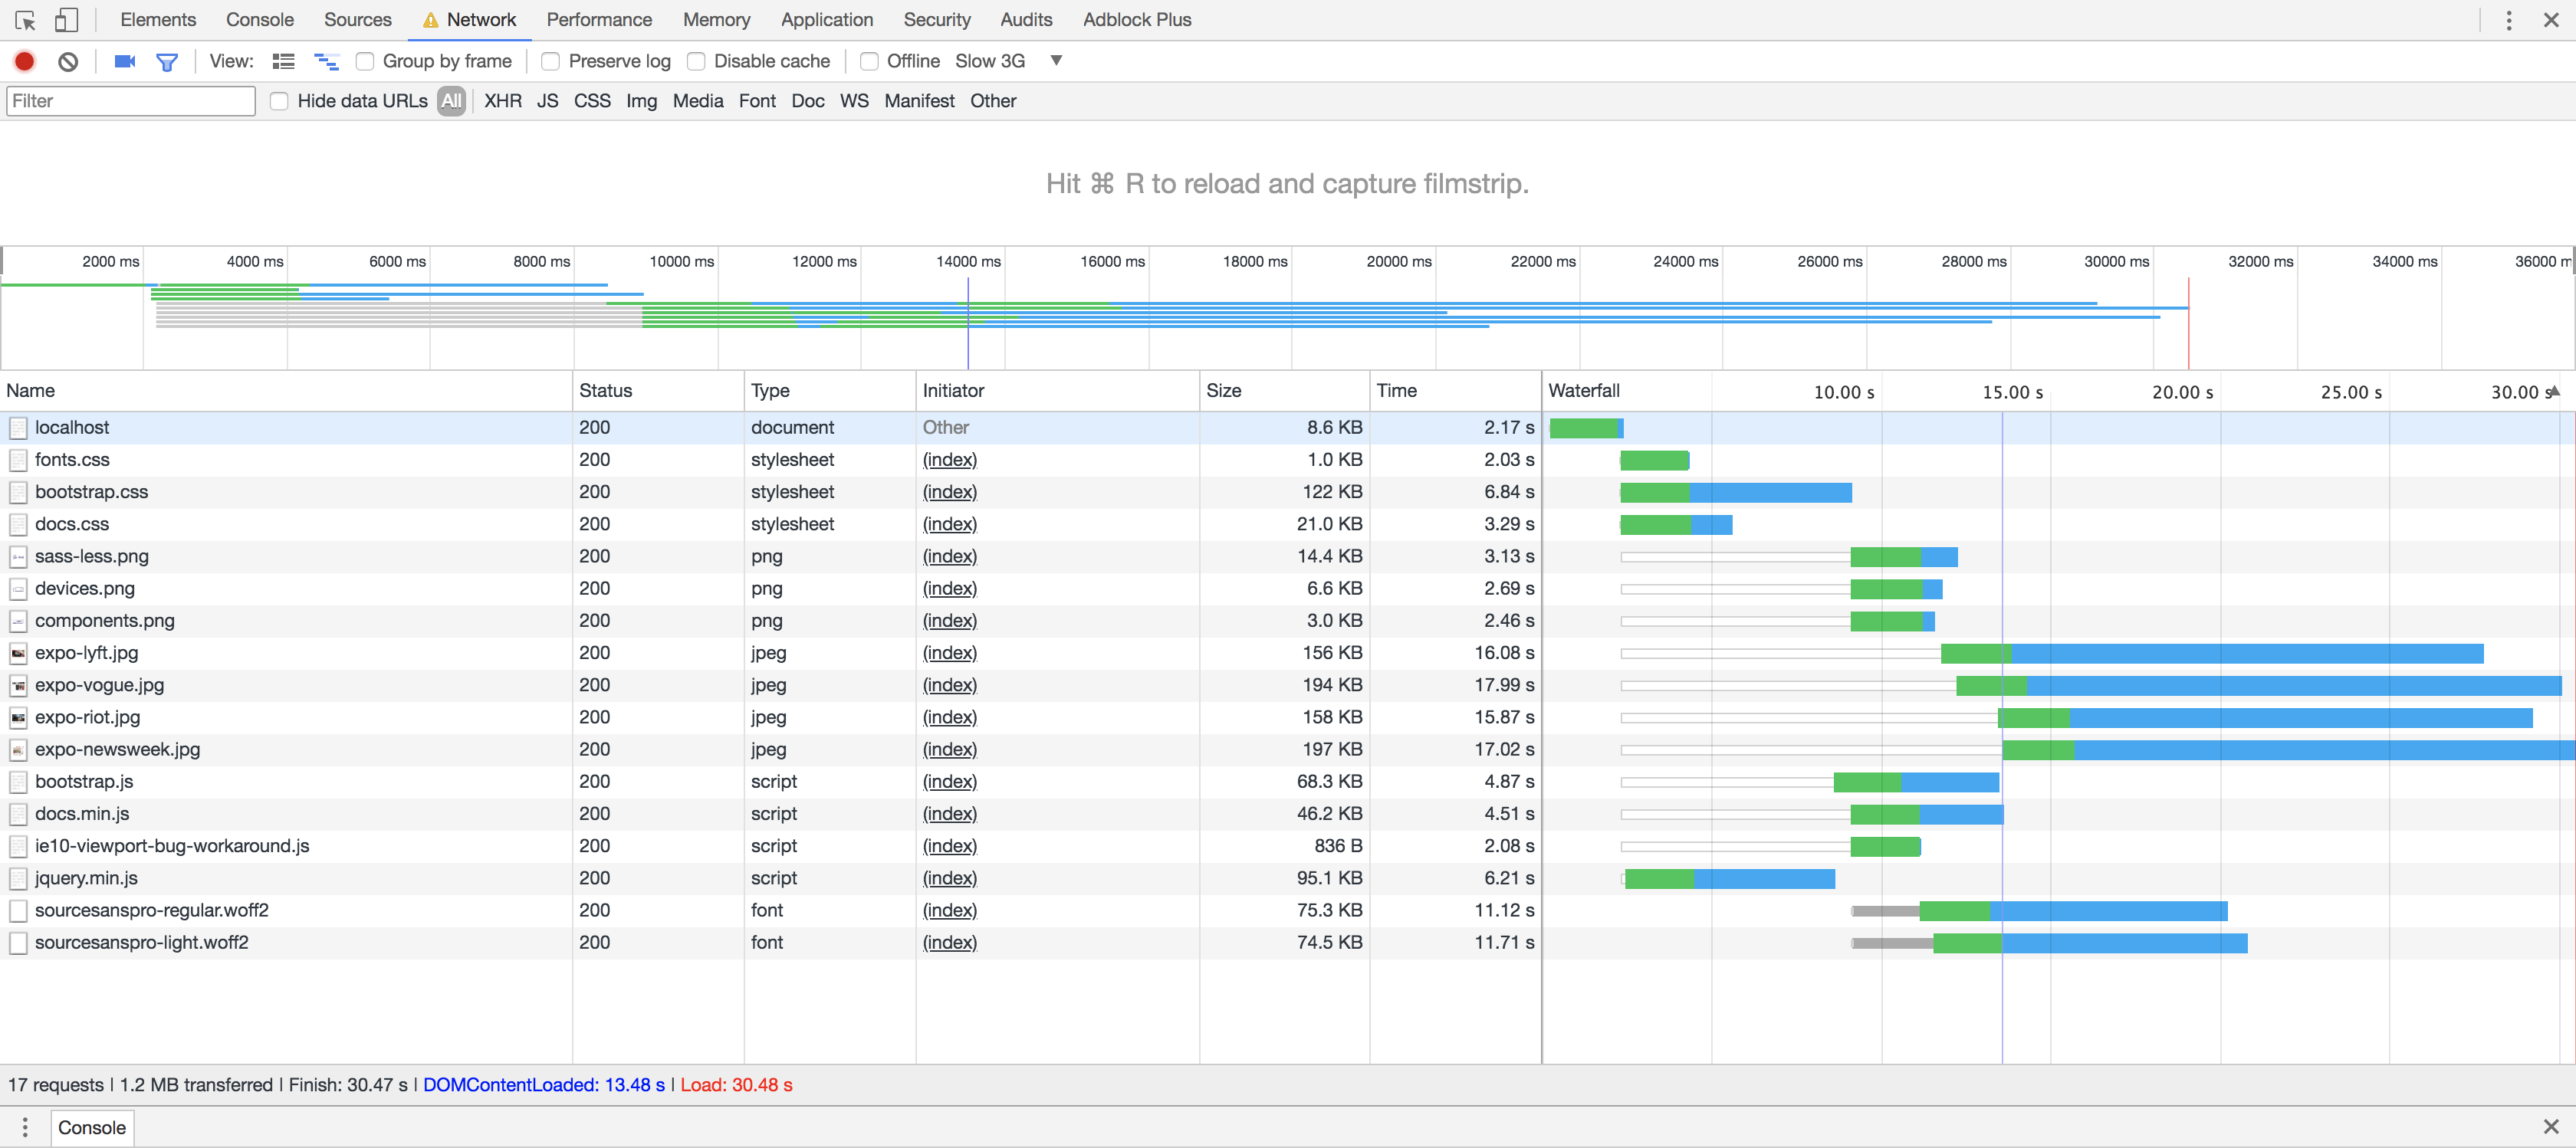 Elements Console Sources Network Performance Memory Application Security Audits Adblock Plus
View: Group by frame Preserve log Disable cache Offline Slow 3G
Filter Hide data URLs All XHR JS CSS Img Media Font Doc WS Manifest Other
Hit ⌘ R to reload and capture filmstrip.
2000 ms 4000 ms 6000 ms 8000 ms 10000 ms 12000 ms 14000 ms 16000 ms 18000 ms 20000 ms 22000 ms 24000 ms 26000 ms 28000 ms 30000 ms 32000 ms 34000 ms 36000 m
Name Status Type Initiator Size Time Waterfall 10.00 s 15.00 s 20.00 s 25.00 s 30.00 s
localhost 200 document Other 8.6 KB 2.17 s
fonts.css 200 stylesheet (index) 1.0 KB 2.03 s
bootstrap.css 200 stylesheet (index) 122 KB 6.84 s
docs.css 200 stylesheet (index) 21.0 KB 3.29 s
sass-less.png 200 png (index) 14.4 KB 3.13 s
devices.png 200 png (index) 6.6 KB 2.69 s
components.png 200 png (index) 3.0 KB 2.46 s
expo-lyft.jpg 200 jpeg (index) 156 KB 16.08 s
expo-vogue.jpg 200 jpeg (index) 194 KB 17.99 s
expo-riot.jpg 200 jpeg (index) 158 KB 15.87 s
expo-newsweek.jpg 200 jpeg (index) 197 KB 17.02 s
bootstrap.js 200 script (index) 68.3 KB 4.87 s
docs.min.js 200 script (index) 46.2 KB 4.51 s
ie10-viewport-bug-workaround.js 200 script (index) 836 B 2.08 s
jquery.min.js 200 script (index) 95.1 KB 6.21 s
sourcesanspro-regular.woff2 200 font (index) 75.3 KB 11.12 s
sourcesanspro-light.woff2 200 font (index) 74.5 KB 11.71 s
17 requests | 1.2 MB transferred | Finish: 30.47 s | DOMContentLoaded: 13.48 s | Load: 30.48 s
Console